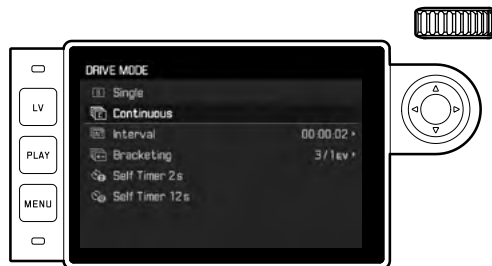 DRIVE MODE
Single
Continuous
Interval 00:00:02
Bracketing 3/1EV
Self Timer 2s
Self Timer 12s
LV
PLAY
MENU